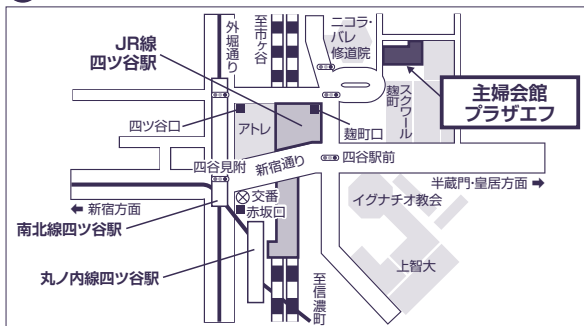 JR線
四ツ谷駅
外堀通り
至市ヶ谷
ニコラ・
バレ
修道院
麹町
スクワール
主婦会館
プラザエフ
四ツ谷口
アトレ
麹町口
四谷見附
新宿通り
四谷駅前
半蔵門・皇居方面
新宿方面
交番
赤坂口
イグナチオ教会
南北線四ツ谷駅
上智大
丸ノ内線四ツ谷駅
至信濃町